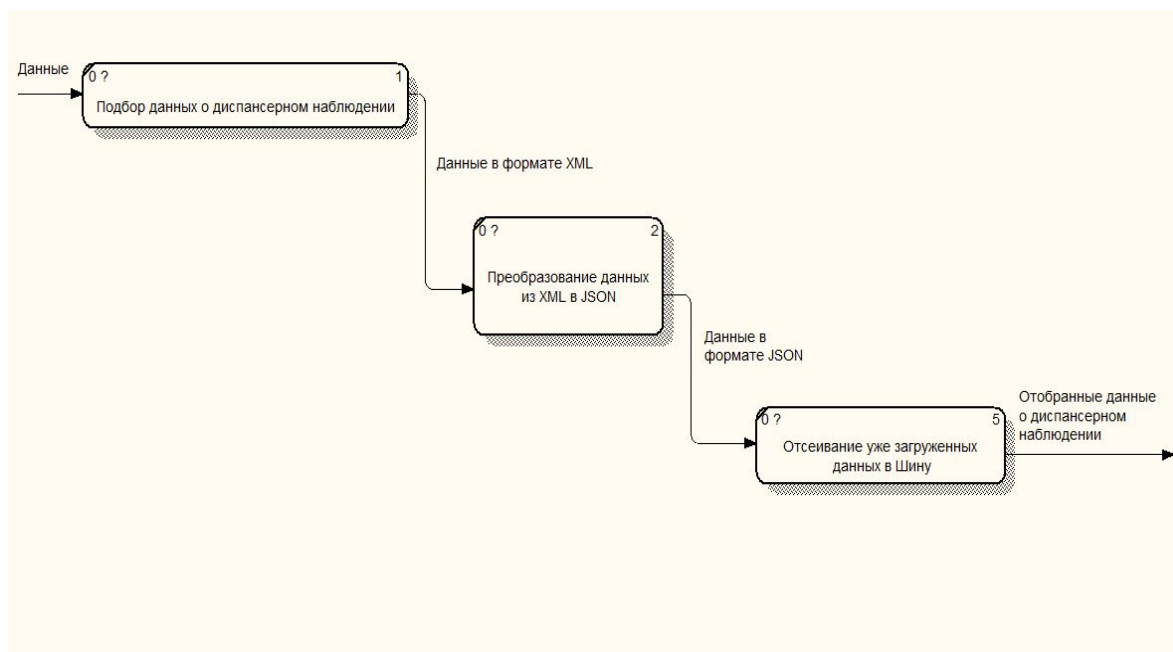 Данные
0 ?
1
Подбор данных о диспансерном наблюдении
Данные в формате XML
0 ?
2
Преобразование данных
из XML в JSON
Данные в
формате JSON
0 ?
5
Отсеивание уже загруженных
данных в Шину
Отобранные данные
о диспансерном
наблюдении